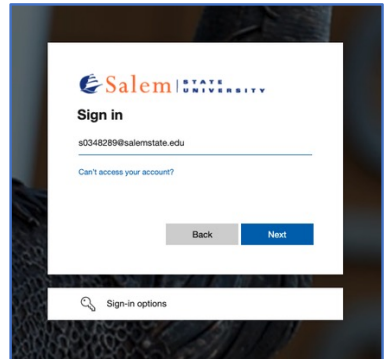 Salem STATE UNIVERSITY
Sign in
s0348289@salemstate.edu
Can't access your account?
Back Next
Sign-in options